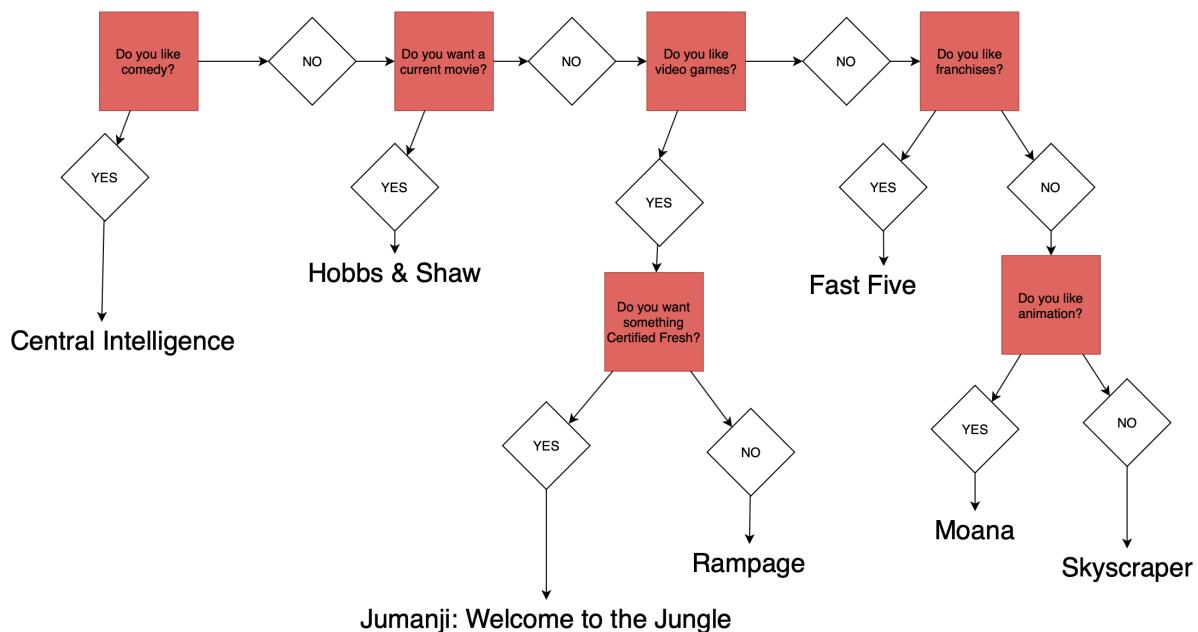 Do you like
comedy?
NO
Do you want a
current movie?
NO
Do you like
video games?
NO
Do you like
franchises?
YES
YES
YES
YES
NO
Hobbs & Shaw
Fast Five
Central Intelligence
Do you want
something
Certified Fresh?
Do you like
animation?
YES
NO
YES
NO
Moana
Rampage
Skyscraper
Jumanji: Welcome to the Jungle